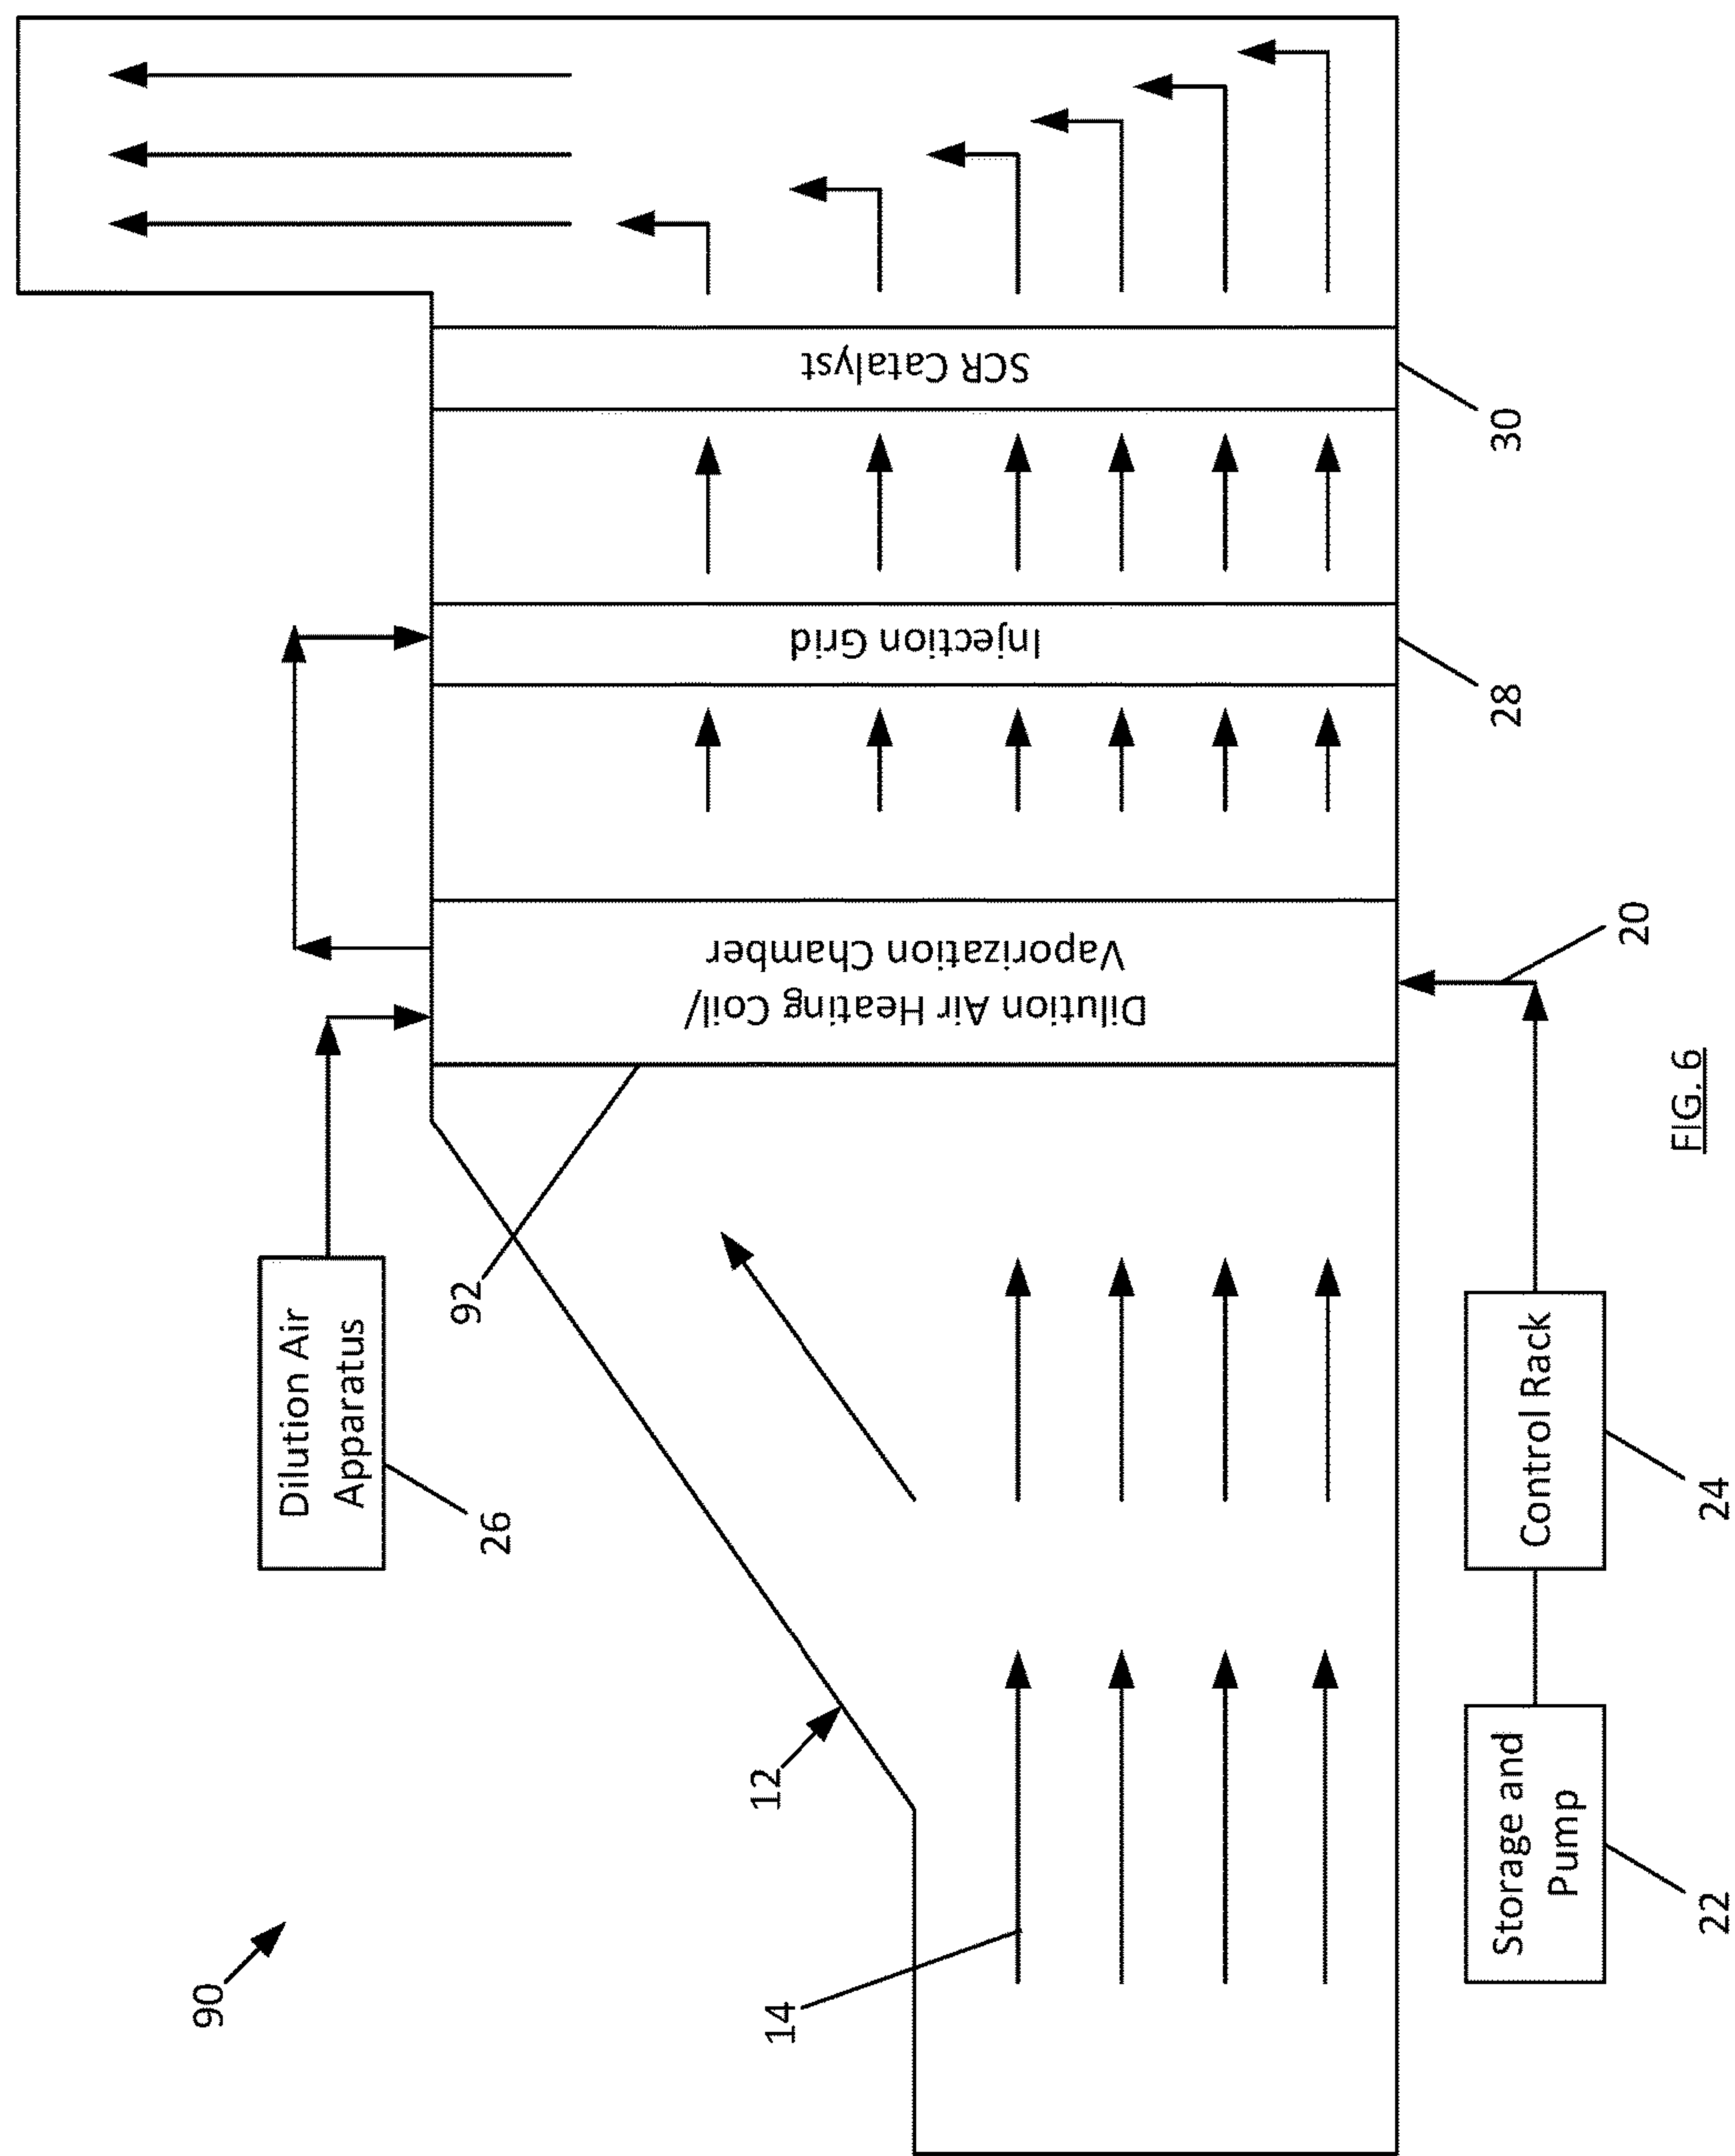 90
Dilution Air
Apparatus
26
92
12
14
Dilution Air Heating Coil/
Vaporization Chamber
Injection Grid
SCR Catalyst
28
30
20
Storage and
Pump
Control Rack
22
24
FIG. 6